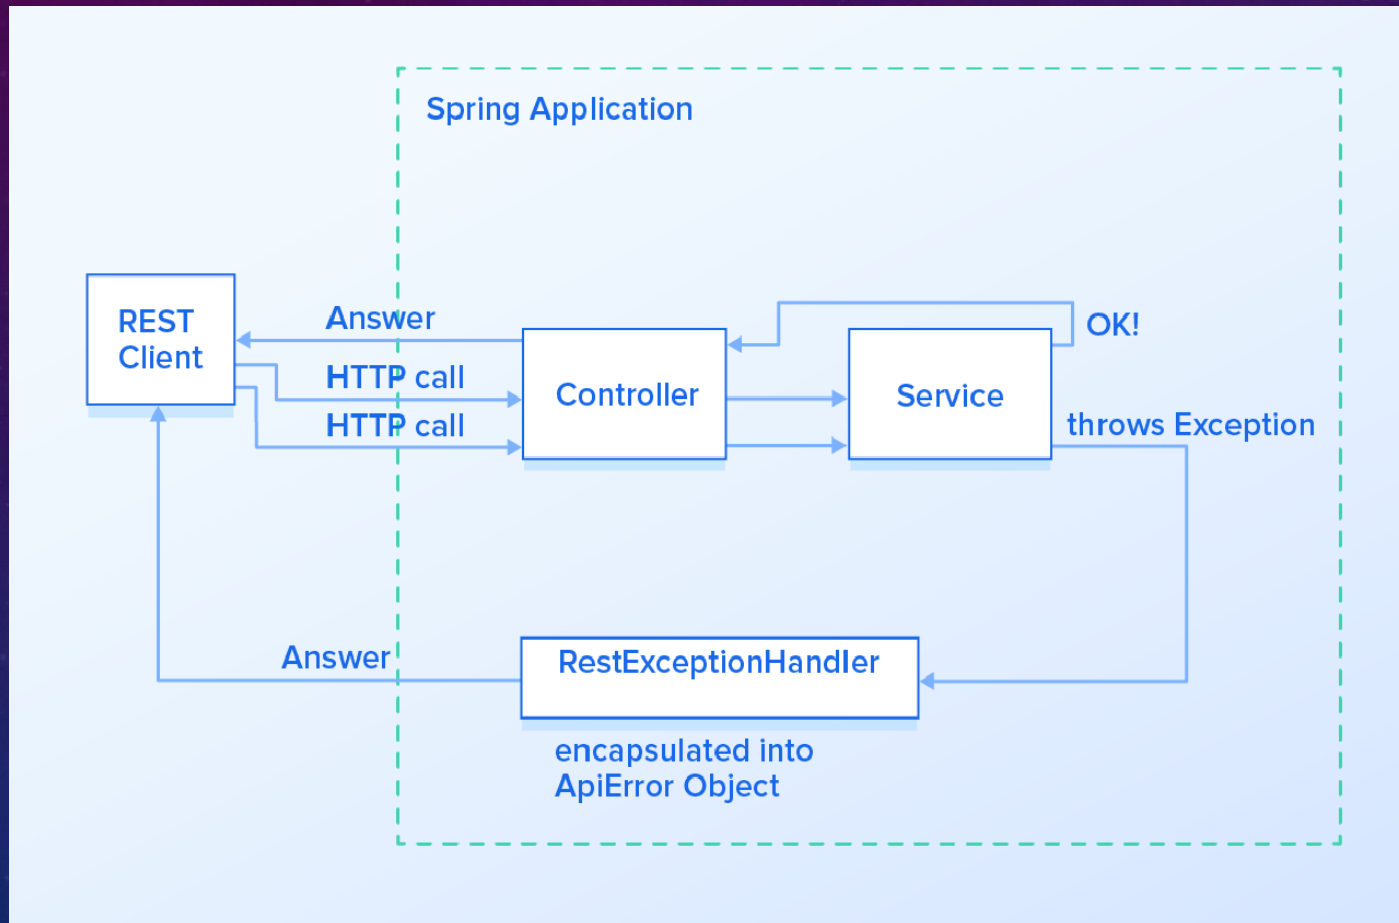 Spring Application
REST
Client
Answer
HTTP call
HTTP call
Controller
Service
OK!
throws Exception
Answer
RestExceptionHandler
encapsulated into
ApiError Object